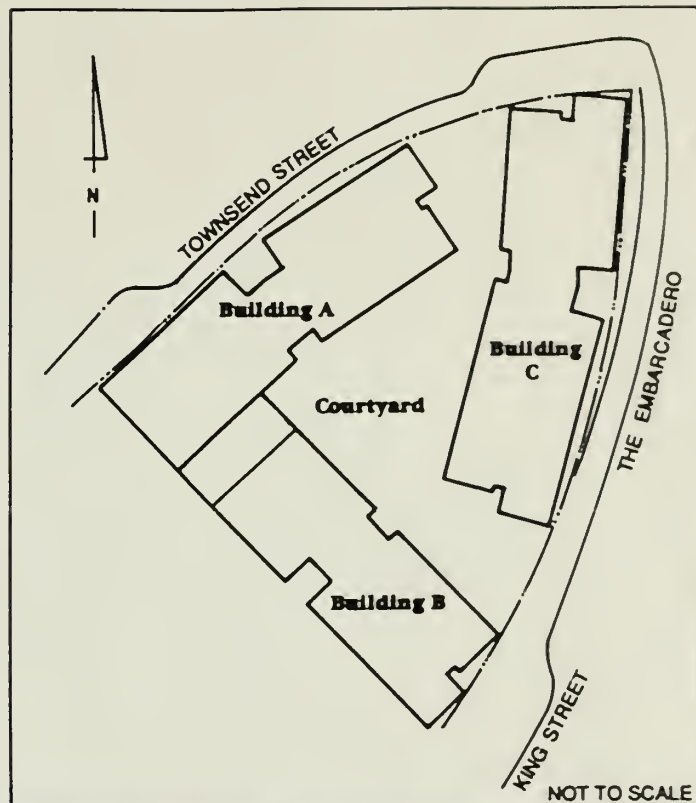 N
TOWNSEND STREET
Building A
Building
C
Courtyard
THE EMBARCADERO
Building B
KING STREET
NOT TO SCALE